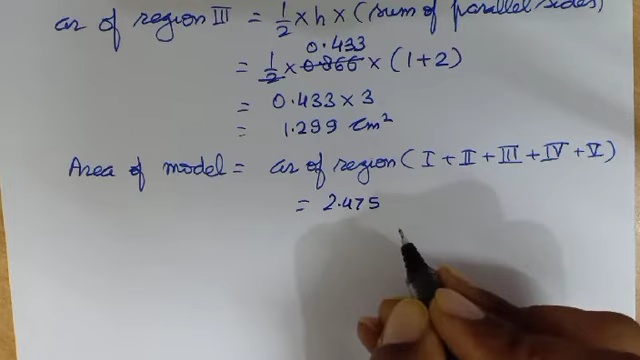 ar of region III = 1/2 × h × (sum of parallel sides)
0.433
= 1/2 × 0.866 × (1+2)
= 0.433 × 3
= 1.299 cm²
Area of model = ar of region (I + II + III + IV + V)
= 2.475